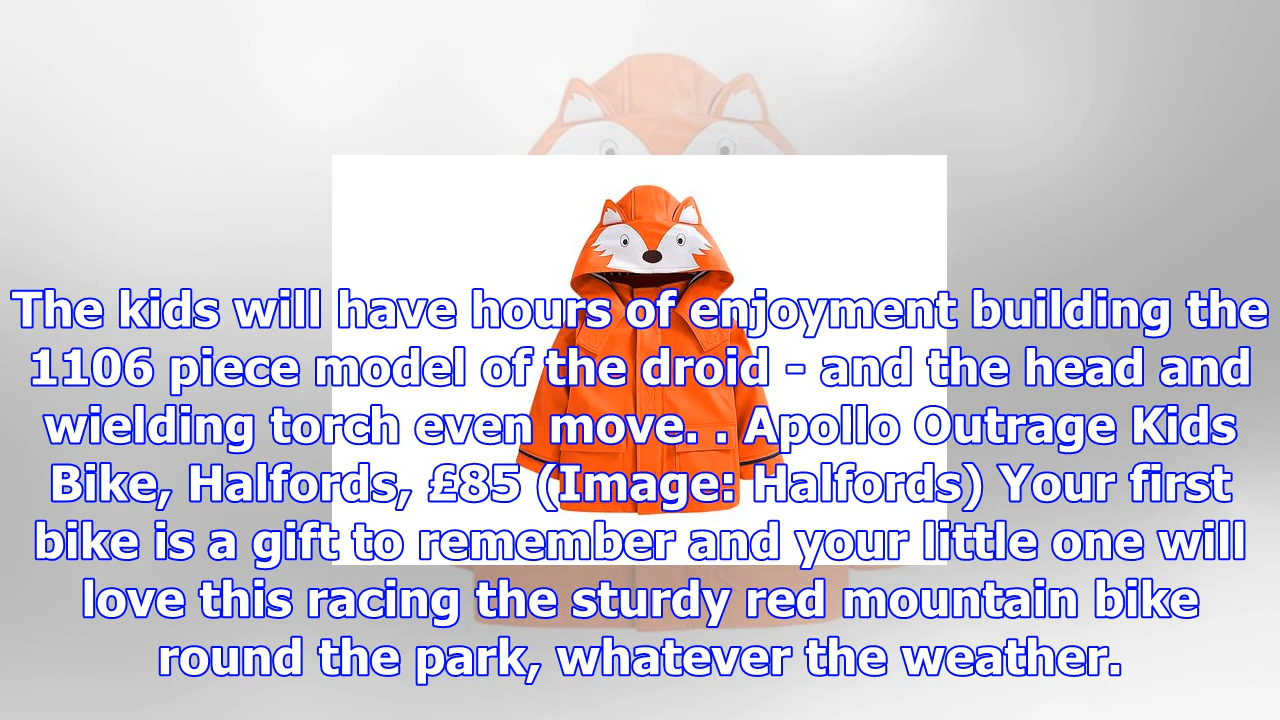 The kids will have hours of enjoyment building the
1106 piece model of the droid - and the head and
wielding torch even move. . Apollo Outrage Kids
Bike, Halfords, £85 (Image: Halfords) Your first
bike is a gift to remember and your little one will
love this racing the sturdy red mountain bike
round the park, whatever the weather.